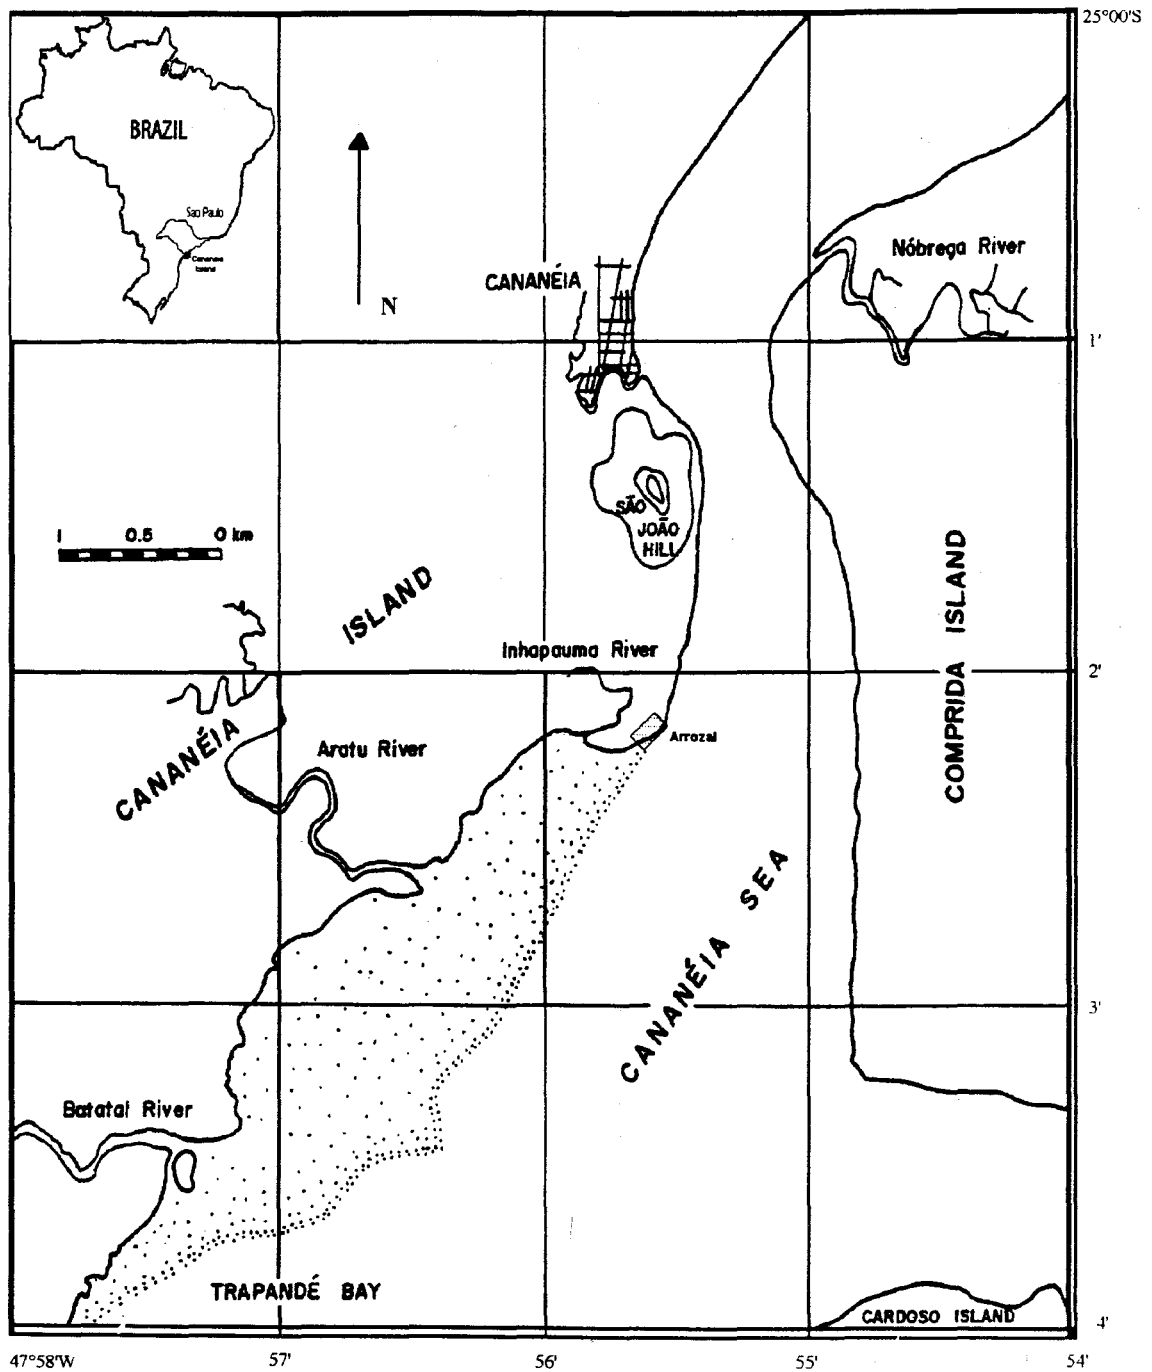 25°00'S
BRAZIL
Sao Paulo
Cananeia
N
CANANÉIA
Nóbrega River
1'
SÃO
JOÃO
HILL
1 0.5 0 km
ISLAND
COMPRIDA ISLAND
Inhapauma River
2'
CANANÉIA
Aratu River
Arrozal
CANANÉIA SEA
3'
Batatal River
TRAPANDÉ BAY
CARDOSO ISLAND
4'
47°58'W 57' 56' 55' 54'